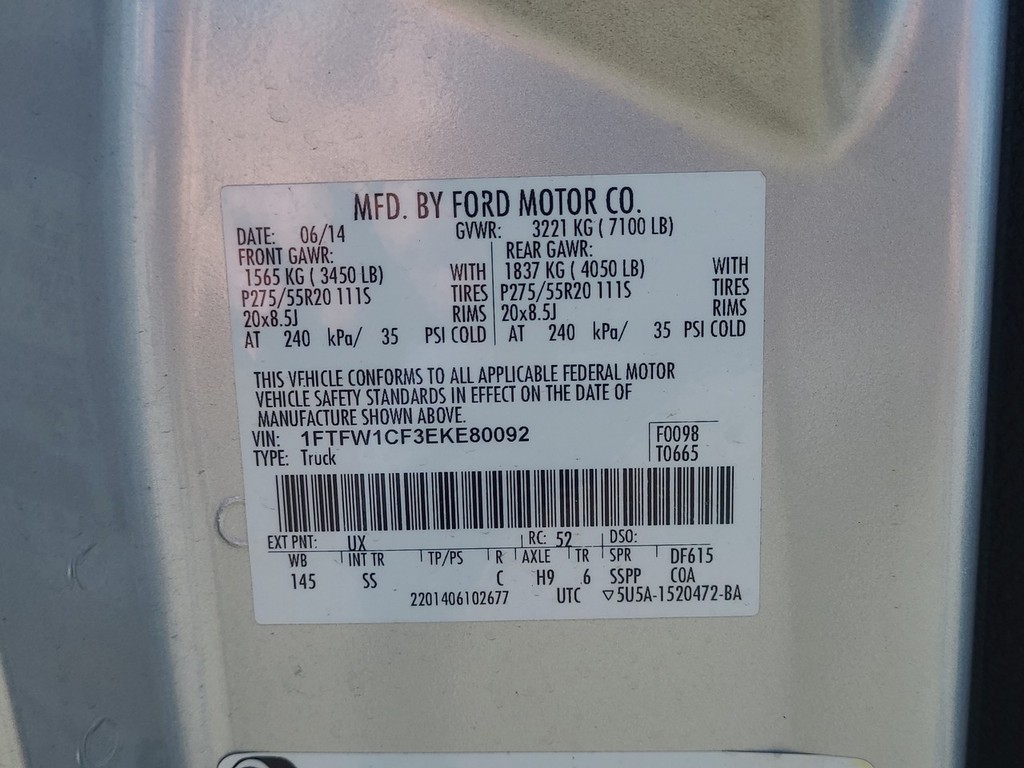 MFD. BY FORD MOTOR CO.
DATE: 06/14 GVWR: 3221 KG ( 7100 LB)
FRONT GAWR: REAR GAWR:
1565 KG ( 3450 LB) WITH 1837 KG ( 4050 LB) WITH
P275/55R20 111S TIRES P275/55R20 111S TIRES
20x8.5J RIMS 20x8.5J RIMS
AT 240 kPa/ 35 PSI COLD AT 240 kPa/ 35 PSI COLD
THIS VEHICLE CONFORMS TO ALL APPLICABLE FEDERAL MOTOR
VEHICLE SAFETY STANDARDS IN EFFECT ON THE DATE OF
MANUFACTURE SHOWN ABOVE.
VIN: 1FTFW1CF3EKE80092 F0098
TYPE: Truck T0665
EXT PNT: UX RC: 52 DSO:
WB INT TR TP/PS R AXLE TR SPR DF615
145 SS C H9 .6 SSPP COA
2201406102677 UTC ▽5U5A-1520472-BA